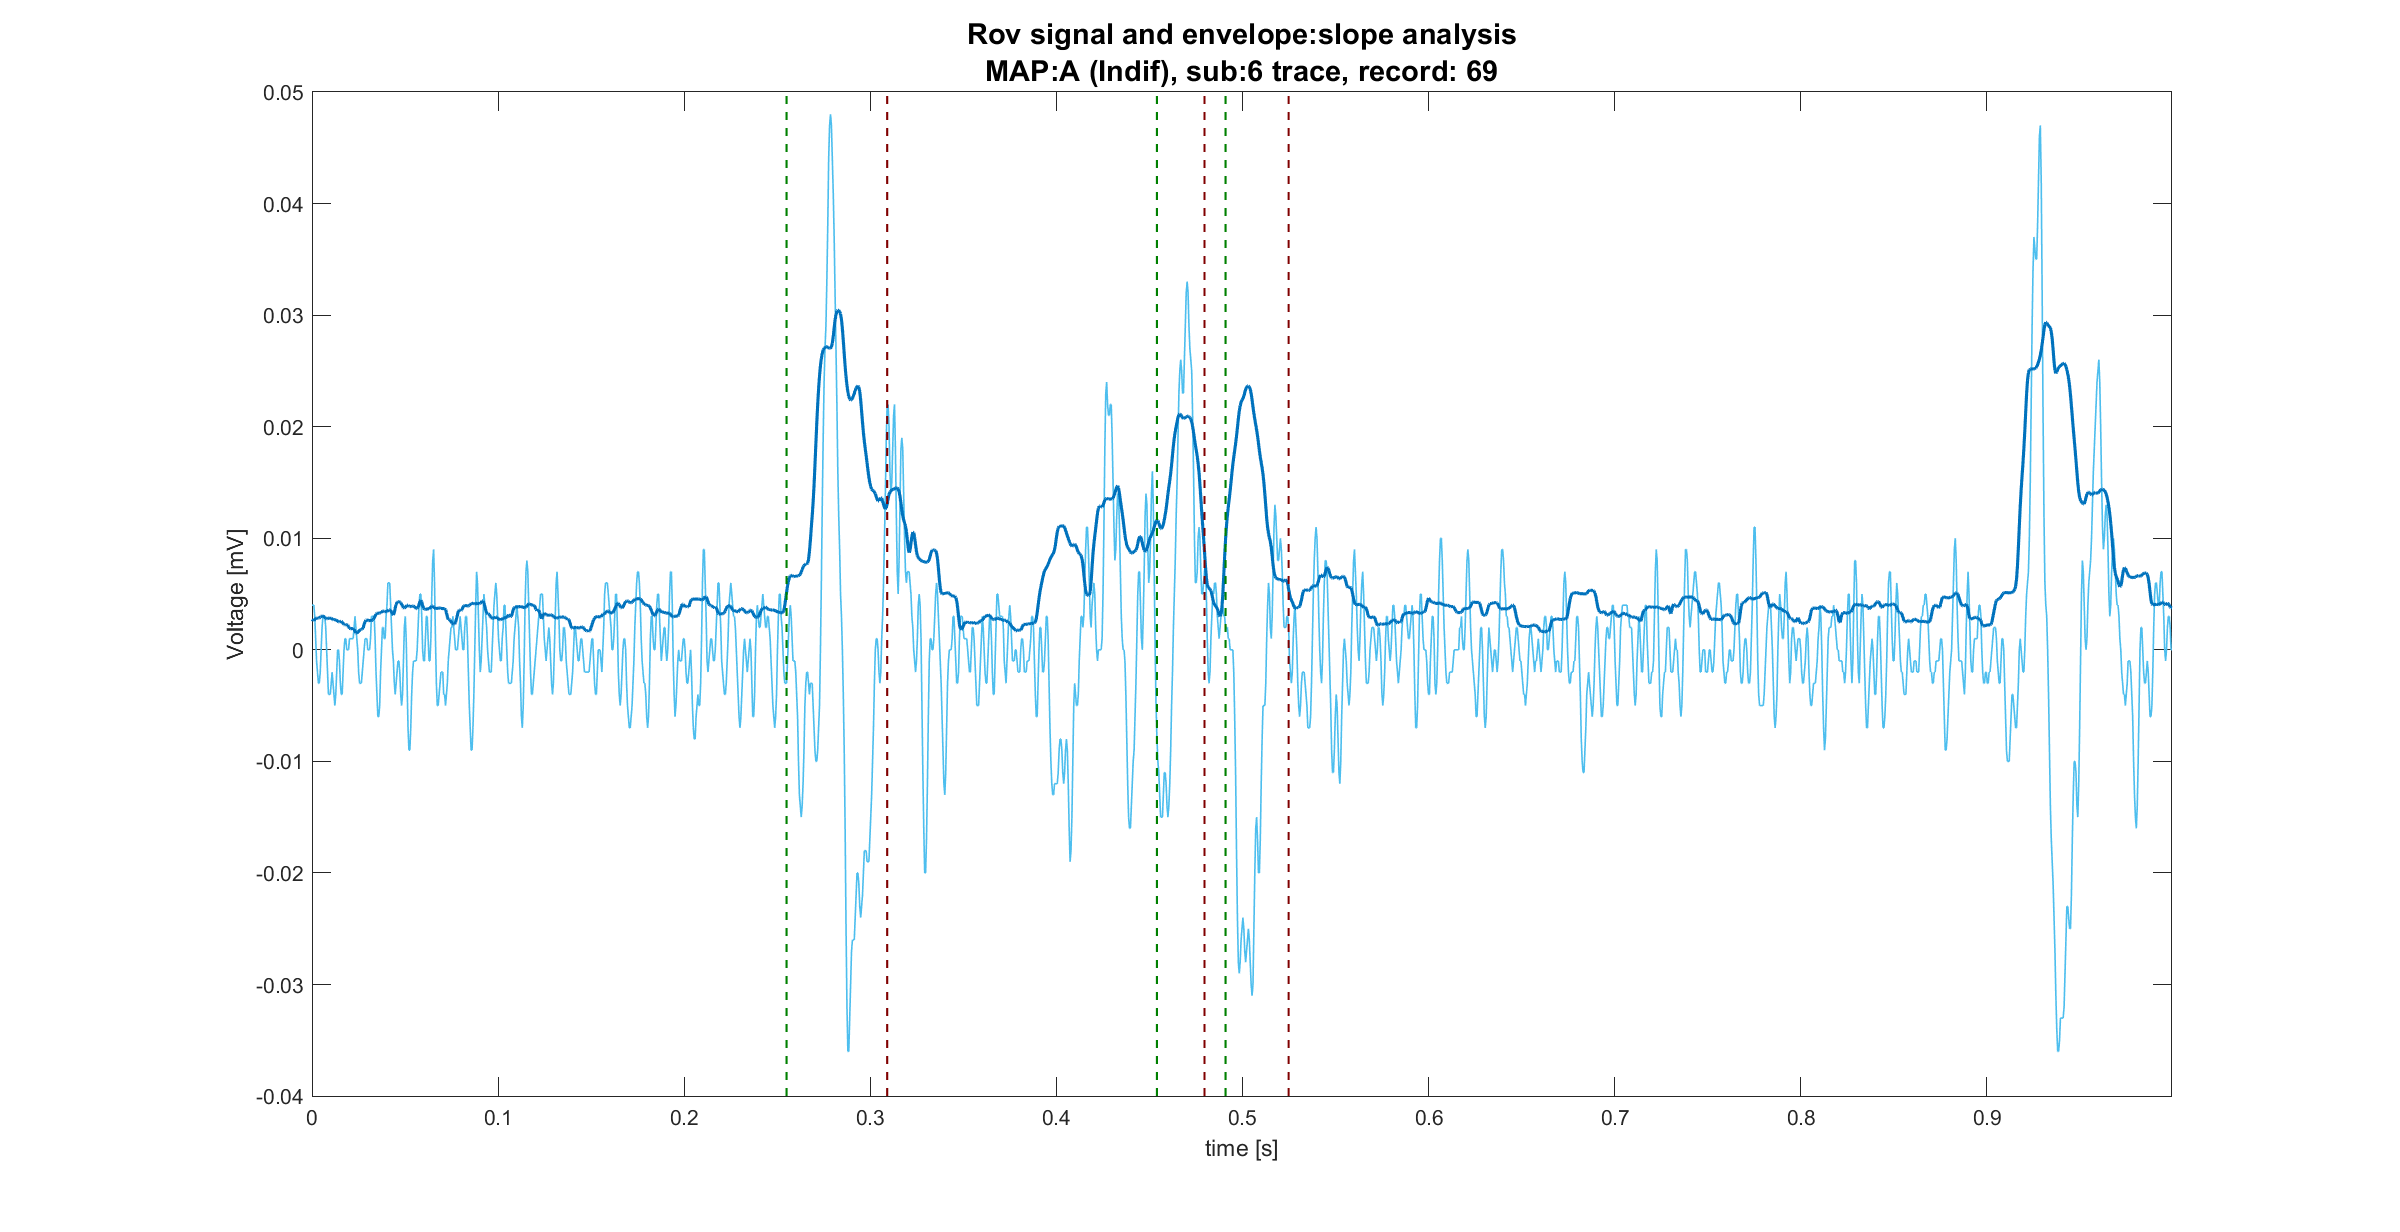 Rov signal and envelope:slope analysis
MAP:A (Indif), sub:6 trace, record: 69
0.05
0.04
0.03
0.02
0.01
0
-0.01
-0.02
-0.03
-0.04
Voltage [mV]
0 0.1 0.2 0.3 0.4 0.5 0.6 0.7 0.8 0.9
time [s]